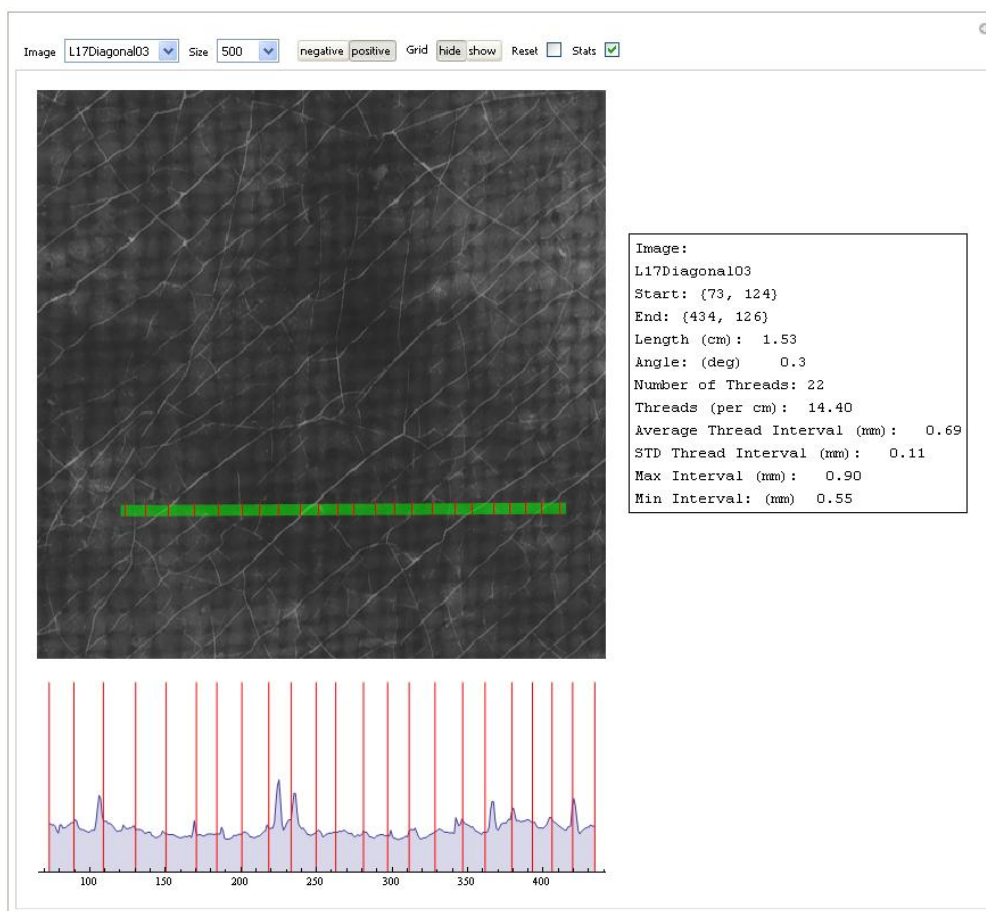 Image L17Diagonal03 Size 500 negative positive Grid hide show Reset Stats
Image:
L17Diagonal03
Start: {73, 124}
End: {434, 126}
Length (cm): 1.53
Angle: (deg) 0.3
Number of Threads: 22
Threads (per cm): 14.40
Average Thread Interval (mm): 0.69
STD Thread Interval (mm): 0.11
Max Interval (mm): 0.90
Min Interval: (mm) 0.55
100 150 200 250 300 350 400